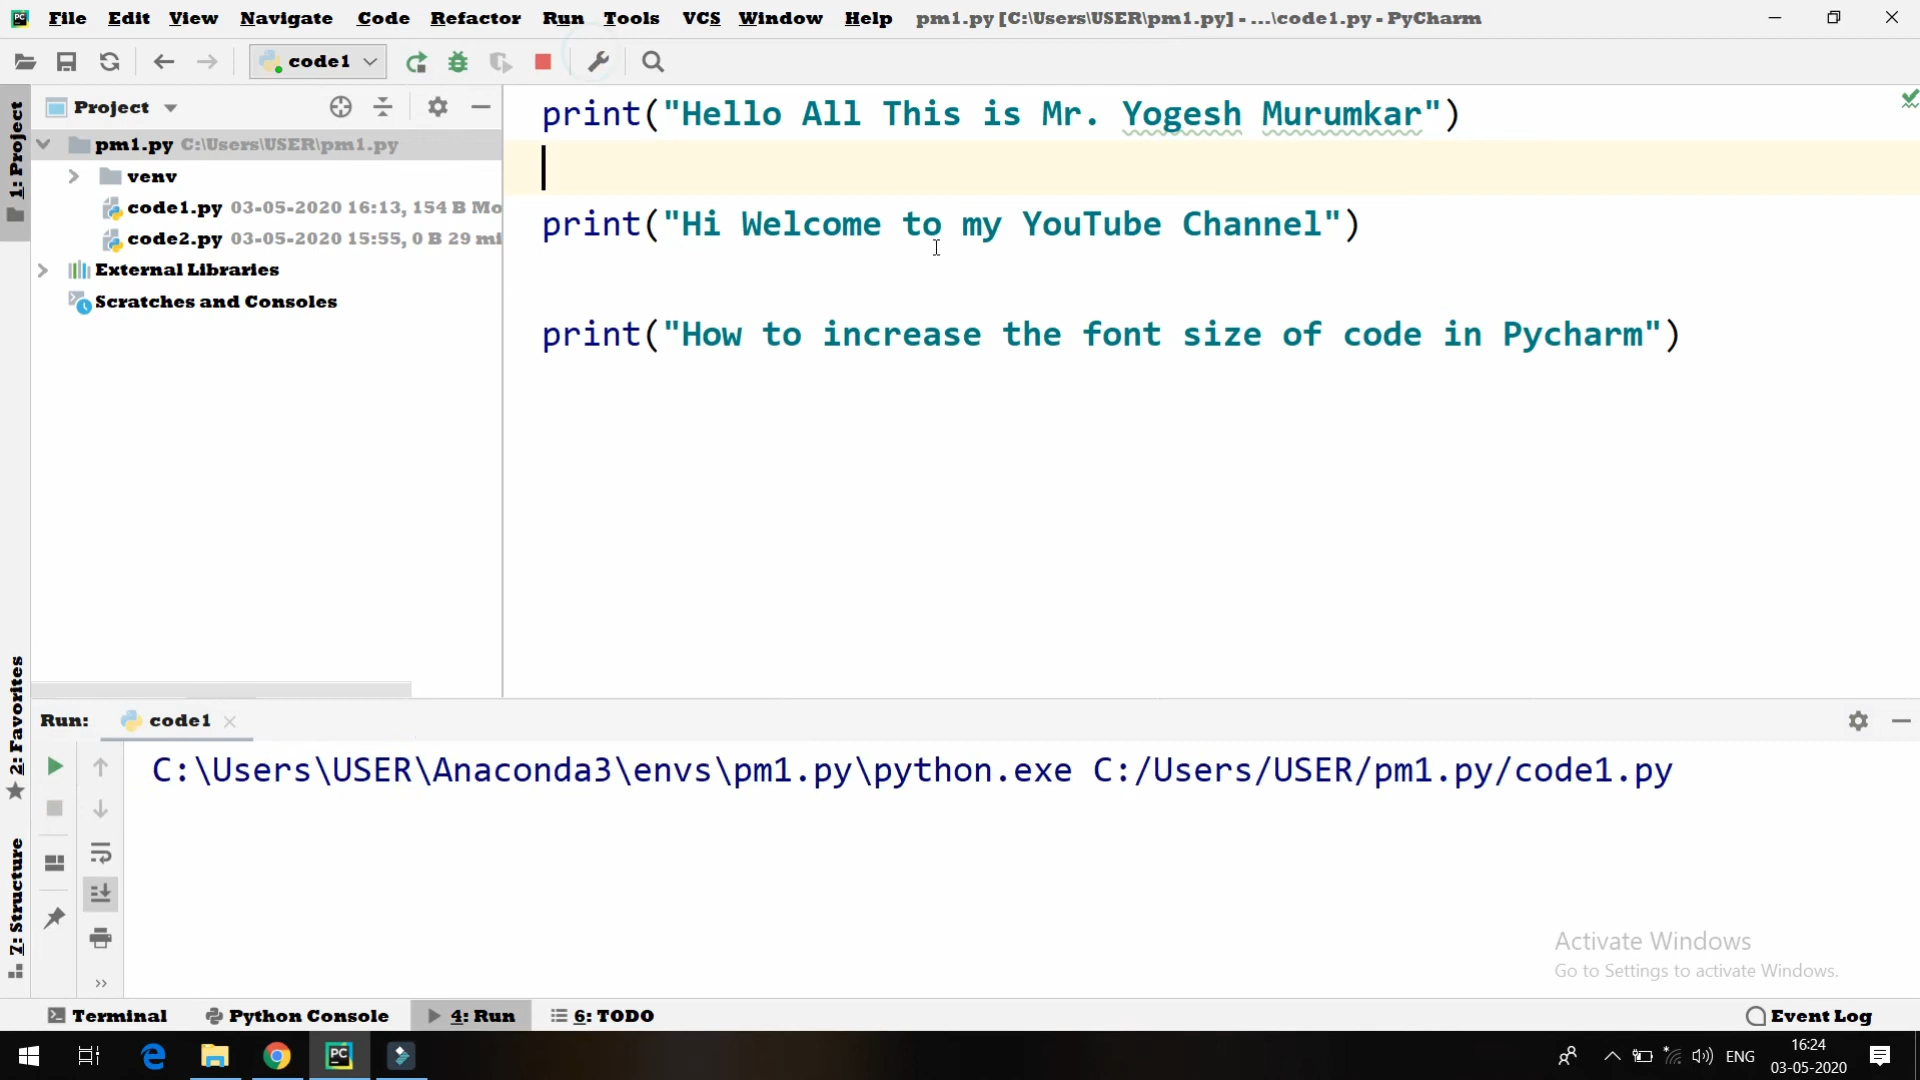 File Edit View Navigate Code Refactor Run Tools VCS Window Help pm1.py [C:\Users\USER\pm1.py] - ...\code1.py - PyCharm
code1
1: Project
Project
pm1.py C:\Users\USER\pm1.py
venv
code1.py 03-05-2020 16:13, 154 B Mo
code2.py 03-05-2020 15:55, 0 B 29 mi
External Libraries
Scratches and Consoles
print("Hello All This is Mr. Yogesh Murumkar")
print("Hi Welcome to my YouTube Channel")
print("How to increase the font size of code in Pycharm")
2: Favorites
7: Structure
Run: code1
C:\Users\USER\Anaconda3\envs\pm1.py\python.exe C:/Users/USER/pm1.py/code1.py
Activate Windows
Go to Settings to activate Windows.
Terminal Python Console 4: Run 6: TODO Event Log
PC
ENG
16:24
03-05-2020